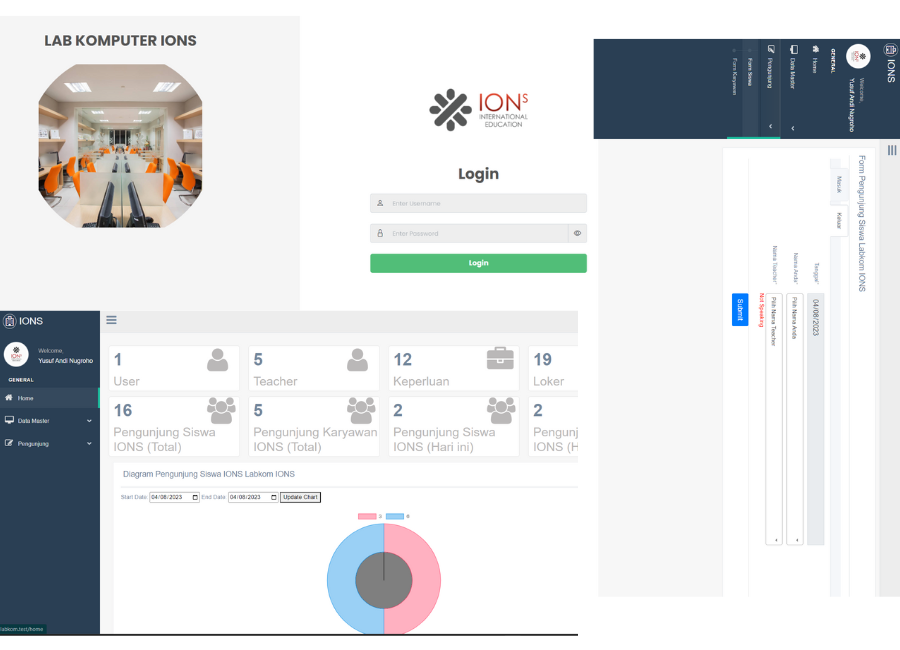 LAB KOMPUTER IONS
IONS
INTERNATIONAL
EDUCATION
Login
Enter Username
Enter Password
Login
IONS
Welcome,
Yusuf Andi Nugroho
GENERAL
Home
Data Master
Pengunjung
labkom.test/home
1
User
5
Teacher
12
Keperluan
19
Loker
16
Pengunjung Siswa
IONS (Total)
5
Pengunjung Karyawan
IONS (Total)
2
Pengunjung Siswa
IONS (Hari ini)
2
Pengunj
IONS (H
Diagram Pengunjung Siswa IONS Labkom IONS
Start Date: 04/08/2023 End Date: 04/08/2023 Update Chart
IONS
Welcome,
Yusuf Andi Nugroho
GENERAL
Home
Data Master
Pengunjung
Form Siswa
Form Karyawan
Form Pengunjung Siswa Labkom IONS
Masuk Keluar
Tanggal* 04/08/2023
Nama Anda* Pilih Nama Anda
Nama Teacher* Pilih Nama Teacher
Not Speaking
Submit